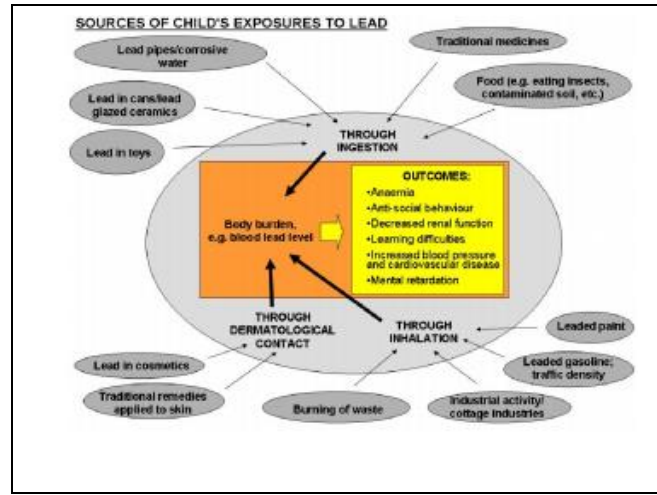 SOURCES OF CHILD'S EXPOSURES TO LEAD
Lead pipes/corrosive
water
Traditional medicines
Food (e.g. eating insects,
contaminated soil, etc.)
Lead in cans/lead
glazed ceramics
Lead in toys
THROUGH
INGESTION
OUTCOMES:
•Anaemia
•Anti-social behaviour
•Decreased renal function
•Learning difficulties
•Increased blood pressure
and cardiovascular disease
•Mental retardation
Body burden,
e.g. blood lead level
THROUGH
DERMATOLOGICAL
CONTACT
THROUGH
INHALATION
Leaded paint
Lead in cosmetics
Leaded gasoline;
traffic density
Traditional remedies
applied to skin
Burning of waste
Industrial activity/
cottage industries